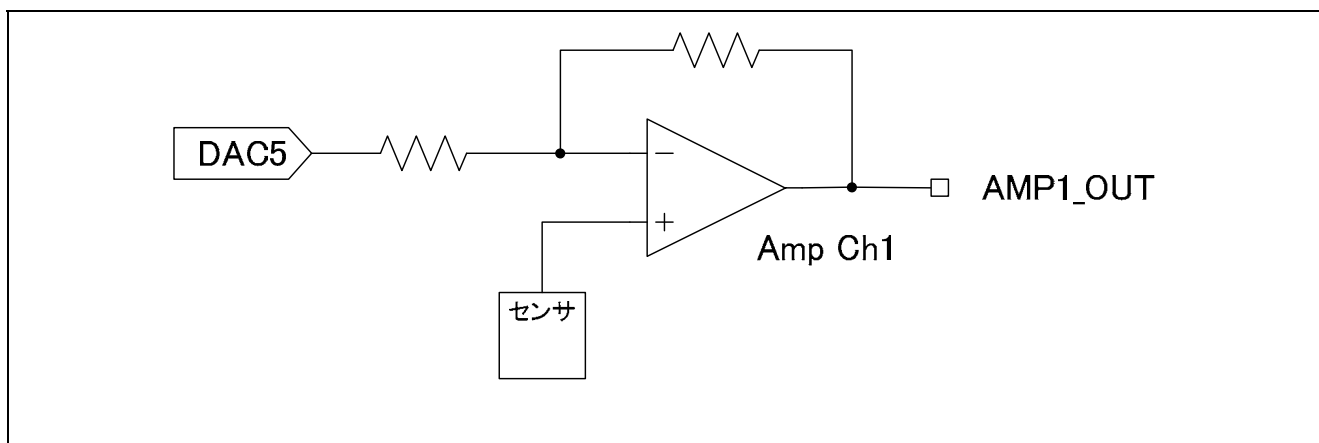 DAC5
−
+
AMP1_OUT
Amp Ch1
センサ